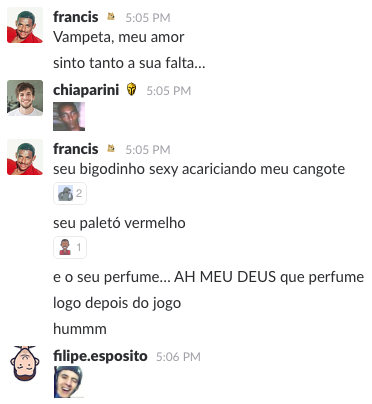 francis 5:05 PM
Vampeta, meu amor
sinto tanto a sua falta...
chiaparini 5:05 PM
francis 5:05 PM
seu bigodinho sexy acariciando meu cangote
2
seu paletó vermelho
1
e o seu perfume... AH MEU DEUS que perfume
logo depois do jogo
hummm
filipe.esposito 5:06 PM